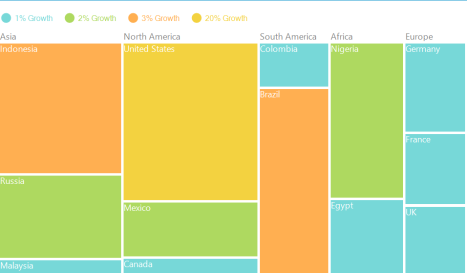 1% Growth 2% Growth 3% Growth 20% Growth
Asia North America South America Africa Europe
Indonesia United States Colombia Nigeria Germany
Brazil
France
Russia
Egypt
Mexico UK
Malaysia Canada